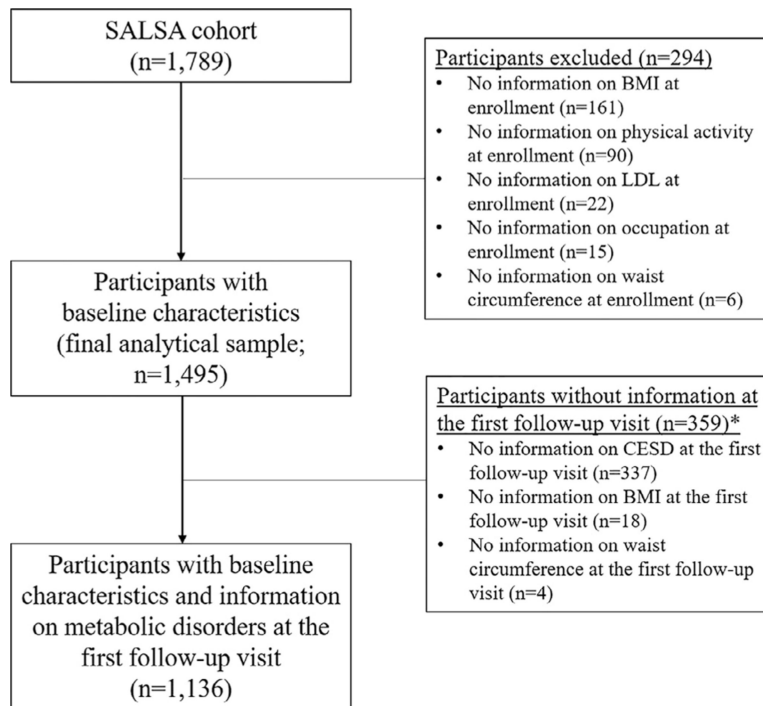 SALSA cohort
(n=1,789)
Participants excluded (n=294)
• No information on BMI at
enrollment (n=161)
• No information on physical activity
at enrollment (n=90)
• No information on LDL at
enrollment (n=22)
• No information on occupation at
enrollment (n=15)
• No information on waist
circumference at enrollment (n=6)
Participants with
baseline characteristics
(final analytical sample;
n=1,495)
Participants without information at
the first follow-up visit (n=359)*
• No information on CESD at the first
follow-up visit (n=337)
• No information on BMI at the first
follow-up visit (n=18)
• No information on waist
circumference at the first follow-up
visit (n=4)
Participants with baseline
characteristics and information
on metabolic disorders at the
first follow-up visit
(n=1,136)